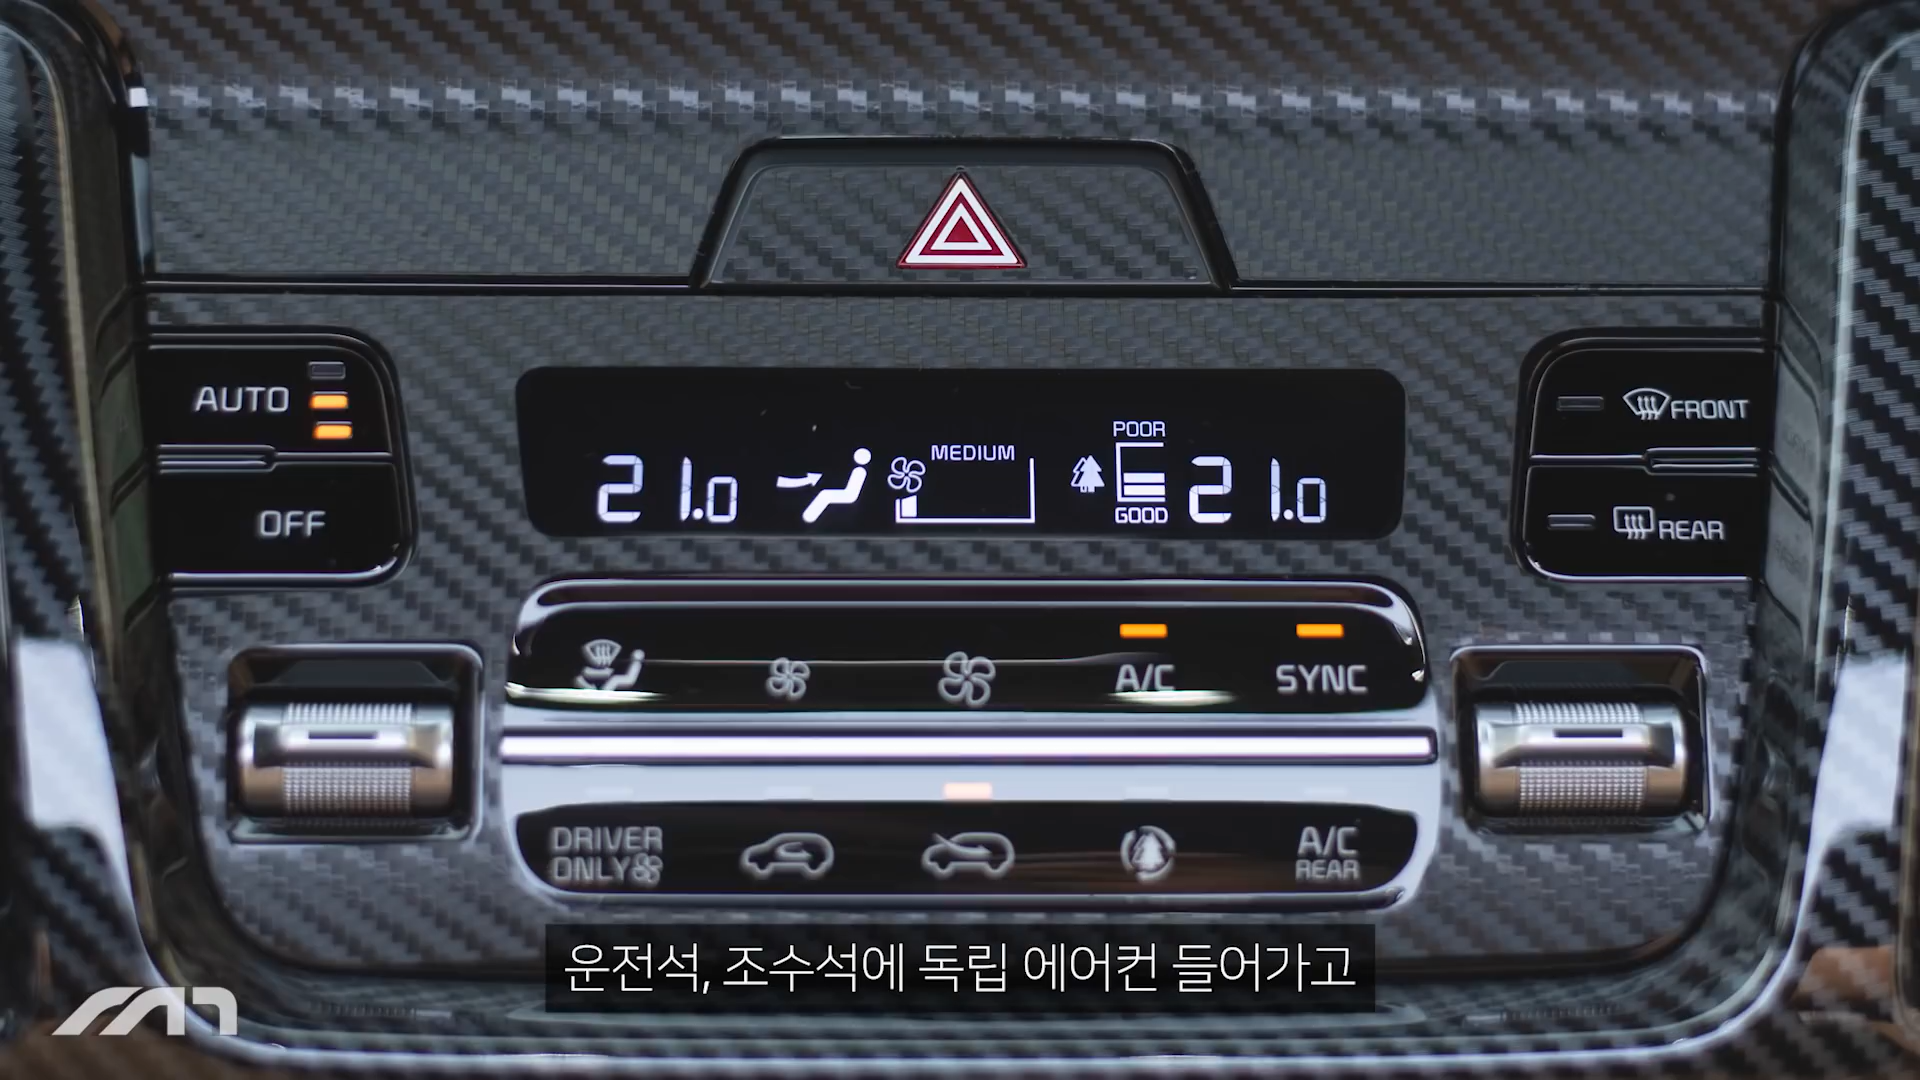 AUTO
OFF
21.0
MEDIUM
POOR
GOOD
21.0
FRONT
REAR
A/C
SYNC
DRIVER
ONLY
A/C
REAR
운전석, 조수석에 독립 에어컨 들어가고